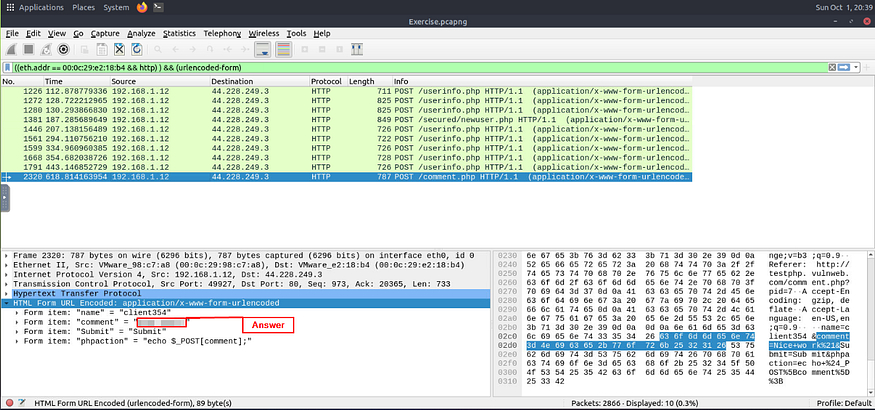 Applications Places System
Sun Oct 1, 20:39
Exercise.pcapng
File Edit View Go Capture Analyze Statistics Telephony Wireless Tools Help
((eth.addr == 00:0c:29:e2:18:b4 && http) ) && (urlencoded-form)
No. Time Source Destination Protocol Length Info
1226 112.878779336 192.168.1.12 44.228.249.3 HTTP 711 POST /userinfo.php HTTP/1.1 (application/x-www-form-urlencod…
1272 128.722212965 192.168.1.12 44.228.249.3 HTTP 825 POST /userinfo.php HTTP/1.1 (application/x-www-form-urlencod…
1280 130.293866830 192.168.1.12 44.228.249.3 HTTP 825 POST /userinfo.php HTTP/1.1 (application/x-www-form-urlencod…
1381 187.285689649 192.168.1.12 44.228.249.3 HTTP 849 POST /secured/newuser.php HTTP/1.1 (application/x-www-form-u…
1446 207.138156489 192.168.1.12 44.228.249.3 HTTP 726 POST /userinfo.php HTTP/1.1 (application/x-www-form-urlencod…
1561 294.110756210 192.168.1.12 44.228.249.3 HTTP 722 POST /userinfo.php HTTP/1.1 (application/x-www-form-urlencod…
1599 334.960960385 192.168.1.12 44.228.249.3 HTTP 726 POST /userinfo.php HTTP/1.1 (application/x-www-form-urlencod…
1668 354.682038726 192.168.1.12 44.228.249.3 HTTP 728 POST /userinfo.php HTTP/1.1 (application/x-www-form-urlencod…
1791 443.146852729 192.168.1.12 44.228.249.3 HTTP 726 POST /userinfo.php HTTP/1.1 (application/x-www-form-urlencod…
2320 618.814163954 192.168.1.12 44.228.249.3 HTTP 787 POST /comment.php HTTP/1.1 (application/x-www-form-urlencode…
Frame 2320: 787 bytes on wire (6296 bits), 787 bytes captured (6296 bits) on interface eth0, id 0
Ethernet II, Src: VMware_98:c7:a8 (00:0c:29:98:c7:a8), Dst: VMware_e2:18:b4 (00:0c:29:e2:18:b4)
Internet Protocol Version 4, Src: 192.168.1.12, Dst: 44.228.249.3
Transmission Control Protocol, Src Port: 49927, Dst Port: 80, Seq: 973, Ack: 20365, Len: 733
Hypertext Transfer Protocol
HTML Form URL Encoded: application/x-www-form-urlencoded
Form item: "name" = "client354"
Form item: "comment" = "
Answer
Form item: "Submit" = "Submit"
Form item: "phpaction" = "echo $_POST[comment];"
0230 6e 67 65 3b 76 3d 62 33 3b 71 3d 30 2e 39 0d 0a nge;v=b3 ;q=0.9
0240 52 65 66 65 72 65 72 3a 20 68 74 74 70 3a 2f 2f Referer: http://
0250 74 65 73 74 70 68 70 2e 76 75 6c 6e 77 65 62 2e testphp. vulnweb.
0260 63 6f 6d 2f 63 6f 6d 6d 65 6e 74 2e 70 68 70 3f com/comm ent.php?
0270 70 69 64 3d 37 0d 0a 41 63 63 65 70 74 2d 45 6e pid=7 A ccept-En
0280 63 6f 64 69 6e 67 3a 20 67 7a 69 70 2c 20 64 65 coding: gzip, de
0290 66 6c 61 74 65 0d 0a 41 63 63 65 70 74 2d 4c 61 flate A ccept-La
02a0 6e 67 75 61 67 65 3a 20 65 6e 2d 55 53 2c 65 6e nguage: en-US,en
02b0 3b 71 3d 30 2e 39 0d 0a 0d 0a 6e 61 6d 65 3d 63 ;q=0.9 name=c
02c0 6c 69 65 6e 74 33 35 34 26 63 6f 6d 6d 65 6e 74 lient354 &comment
02d0 3d 4e 69 63 65 2b 77 6f 72 6b 25 32 31 26 53 75 =Nice+wo rk%21&Su
02e0 62 6d 69 74 3d 53 75 62 6d 69 74 26 70 68 70 61 bmit=Sub mit&phpa
02f0 63 74 69 6f 6e 3d 65 63 68 6f 2b 25 32 34 5f 50 ction=ec ho+%24_P
0300 4f 53 54 25 35 42 63 6f 6d 6d 65 6e 74 25 35 44 OST%5Bco mment%5D
0310 25 33 42 %3B
HTML Form URL Encoded (urlencoded-form), 89 byte(s)
Packets: 2866 · Displayed: 10 (0.3%)
Profile: Default